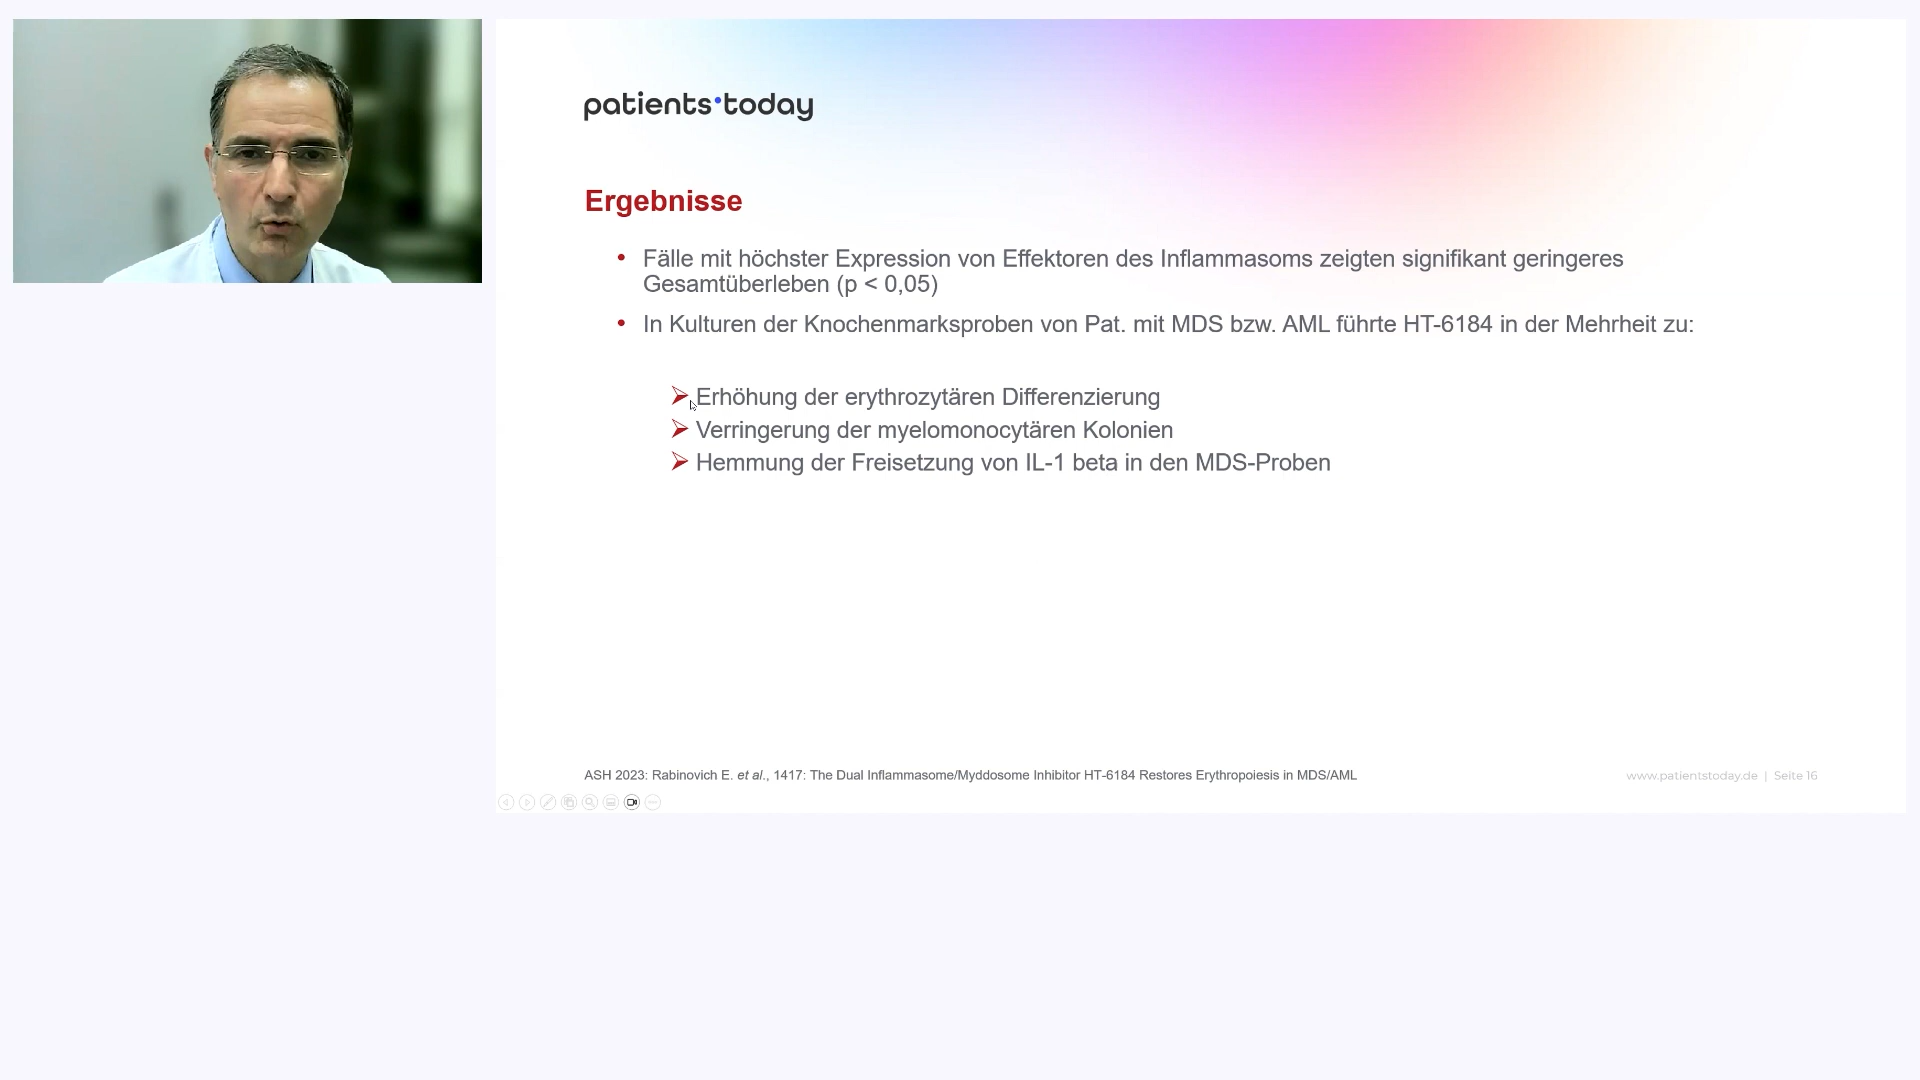 patients•today
Ergebnisse
• Fälle mit höchster Expression von Effektoren des Inflammasoms zeigten signifikant geringeres
Gesamtüberleben (p < 0,05)
• In Kulturen der Knochenmarksproben von Pat. mit MDS bzw. AML führte HT-6184 in der Mehrheit zu:
➢ Erhöhung der erythrozytären Differenzierung
➢ Verringerung der myelomonocytären Kolonien
➢ Hemmung der Freisetzung von IL-1 beta in den MDS-Proben
ASH 2023: Rabinovich E. et al., 1417: The Dual Inflammasome/Myddosome Inhibitor HT-6184 Restores Erythropoiesis in MDS/AML
www.patientstoday.de | Seite 16